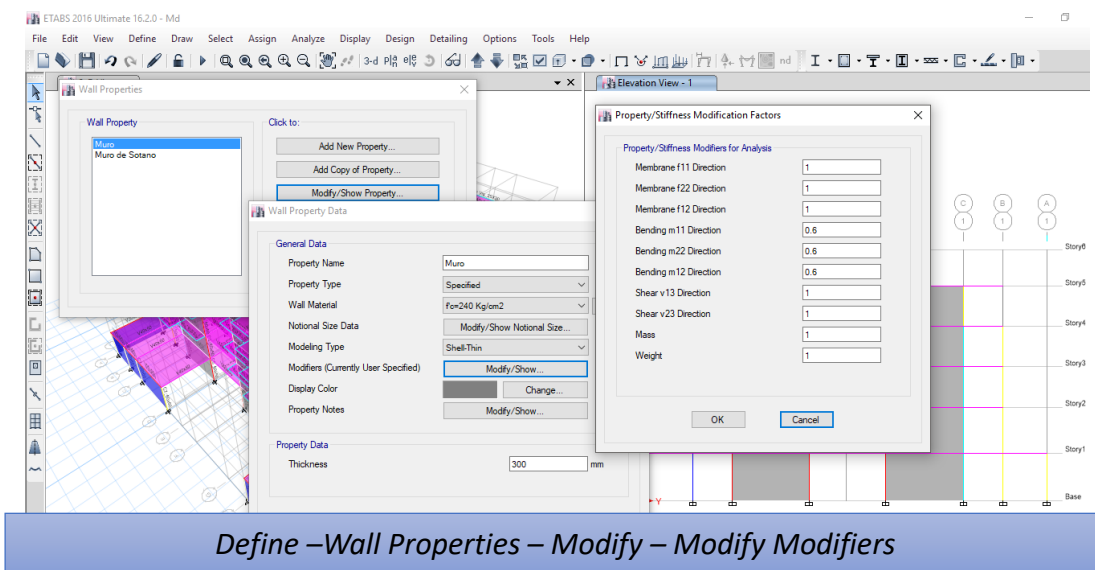 ETABS 2016 Ultimate 16.2.0 - Md
File Edit View Define Draw Select Assign Analyze Display Design Detailing Options Tools Help
3-d
nd
Wall Properties
Wall Property
Muro
Muro de Sotano
Click to:
Add New Property...
Add Copy of Property...
Modify/Show Property...
Wall Property Data
General Data
Property Name Muro
Property Type Specified
Wall Material f'c=240 Kg/cm2
Notional Size Data Modify/Show Notional Size...
Modeling Type Shell-Thin
Modifiers (Currently User Specified) Modify/Show...
Display Color Change...
Property Notes Modify/Show...
Property Data
Thickness 300 mm
Elevation View - 1
Property/Stiffness Modification Factors
Property/Stiffness Modifiers for Analysis
Membrane f11 Direction 1
Membrane f22 Direction 1
Membrane f12 Direction 1
Bending m11 Direction 0.6
Bending m22 Direction 0.6
Bending m12 Direction 0.6
Shear v13 Direction 1
Shear v23 Direction 1
Mass 1
Weight 1
OK Cancel
C B A
1 1 1
Story6
Story5
Story4
Story3
Story2
Story1
Base
Y
Define –Wall Properties – Modify – Modify Modifiers